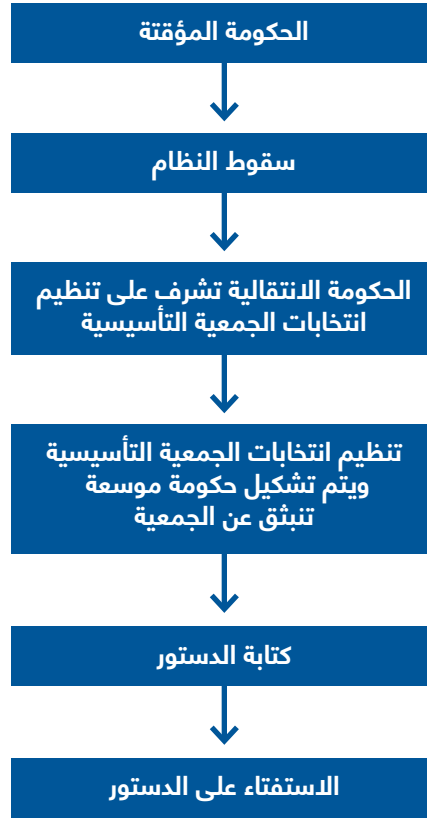 الحكومة المؤقتة
سقوط النظام
الحكومة الانتقالية تشرف على تنظيم
انتخابات الجمعية التأسيسية
تنظيم انتخابات الجمعية التأسيسية
ويتم تشكيل حكومة موسعة
تنبثق عن الجمعية
كتابة الدستور
الاستفتاء على الدستور